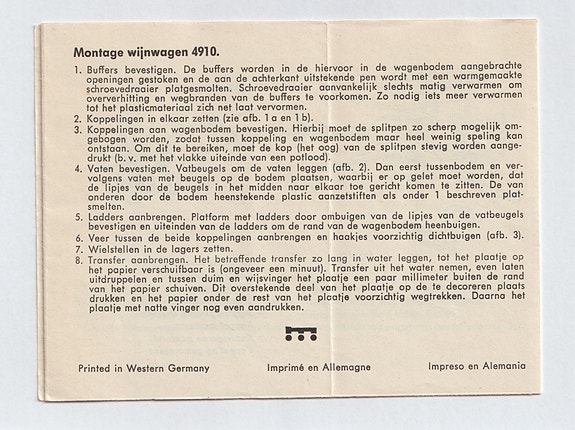 Montage wijnwagen 4910.
1. Buffers bevestigen. De buffers worden in de hiervoor in de wagenbodem aangebrachte
openingen gestoken en de aan de achterkant uitstekende pen wordt met een warmgemaakte
schroevedraaier platgesmolten. Schroevedraaier aanvankelijk slechts matig verwarmen om
oververhitting en wegbranden van de buffers te voorkomen. Zo nodig iets meer verwarmen
tot het plasticmateriaal zich net laat vervormen.
2. Koppelingen in elkaar zetten (zie afb. 1 a en 1 b).
3. Koppelingen aan wagenbodem bevestigen. Hierbij moet de splitpen zo scherp mogelijk om-
gebogen worden, zodat tussen koppeling en wagenbodem maar heel weinig speling kan
ontstaan. Om dit te bereiken, moet de kop (het oog) van de splitpen stevig worden aange-
drukt (b. v. met het vlakke uiteinde van een potlood).
4. Vaten bevestigen. Vatbeugels om de vaten leggen (afb. 2). Dan eerst tussenbodem en ver-
volgens vaten met beugels op de bodem plaatsen, waarbij er op gelet moet worden, dat
de lipjes van de beugels in het midden naar elkaar toe gericht komen te zitten. De van
onderen door de bodem heenstekende plastic aanzetstiften als onder 1 beschreven plat-
smelten.
5. Ladders aanbrengen. Platform met ladders door ombuigen van de lipjes van de vatbeugels
bevestigen en uiteinden van de ladders om de rand van de wagenbodem heenbuigen.
6. Veer tussen de beide koppelingen aanbrengen en haakjes voorzichtig dichtbuigen (afb. 3).
7. Wielstellen in de lagers zetten.
8. Transfer aanbrengen. Het betreffende transfer zo lang in water leggen, tot het plaatje op
het papier verschuifbaar is (ongeveer een minuut). Transfer uit het water nemen, even laten
uitdruppelen en tussen duim en wijsvinger het plaatje een paar millimeter buiten de rand
van het papier schuiven. Dit overstekende deel van het plaatje op de te decoreren plaats
drukken en het papier onder de rest van het plaatje voorzichtig wegtrekken. Daarna het
plaatje met natte vinger nog even aandrukken.
Printed in Western Germany Imprimé en Allemagne Impreso en Alemania